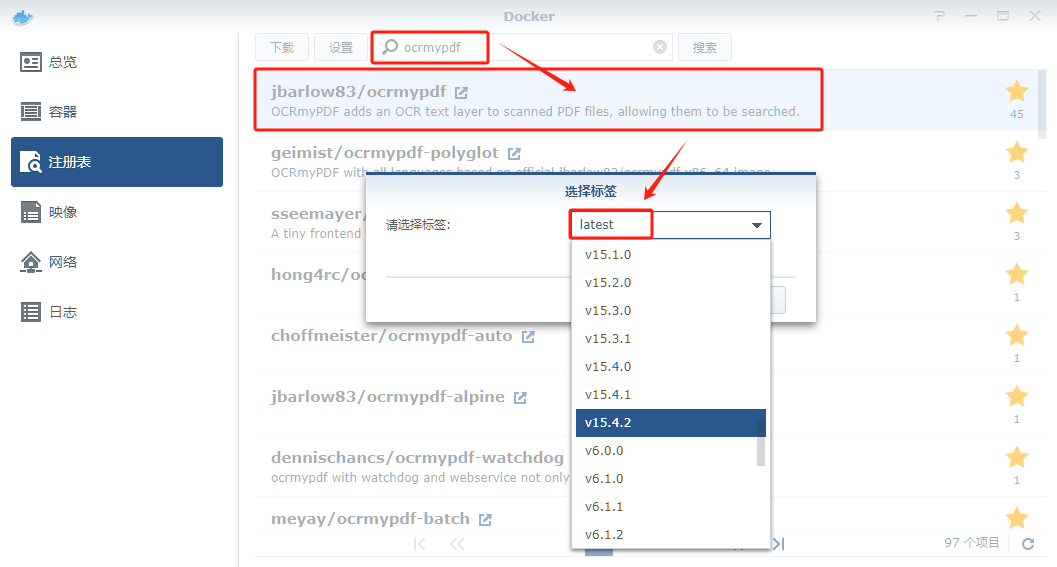 Docker
总览
容器
注册表
映像
网络
日志
下载 设置 ocrmypdf 搜索
jbarlow83/ocrmypdf
OCRmyPDF adds an OCR text layer to scanned PDF files, allowing them to be searched.
45
geimist/ocrmypdf-polyglot
OCRmyPDF with all languages based on official jbarlow83/ocrmypdf-x86_64 image
3
选择标签
请选择标签: latest
sseemayer/
A tiny frontend
3
hong4rc/oc
1
choffmeister/ocrmypdf-auto
1
jbarlow83/ocrmypdf-alpine
1
dennischancs/ocrmypdf-watchdog
ocrmypdf with watchdog and webservice not only
1
meyay/ocrmypdf-batch
v15.1.0
v15.2.0
v15.3.0
v15.3.1
v15.4.0
v15.4.1
v15.4.2
v6.0.0
v6.1.0
v6.1.1
v6.1.2
97 个项目